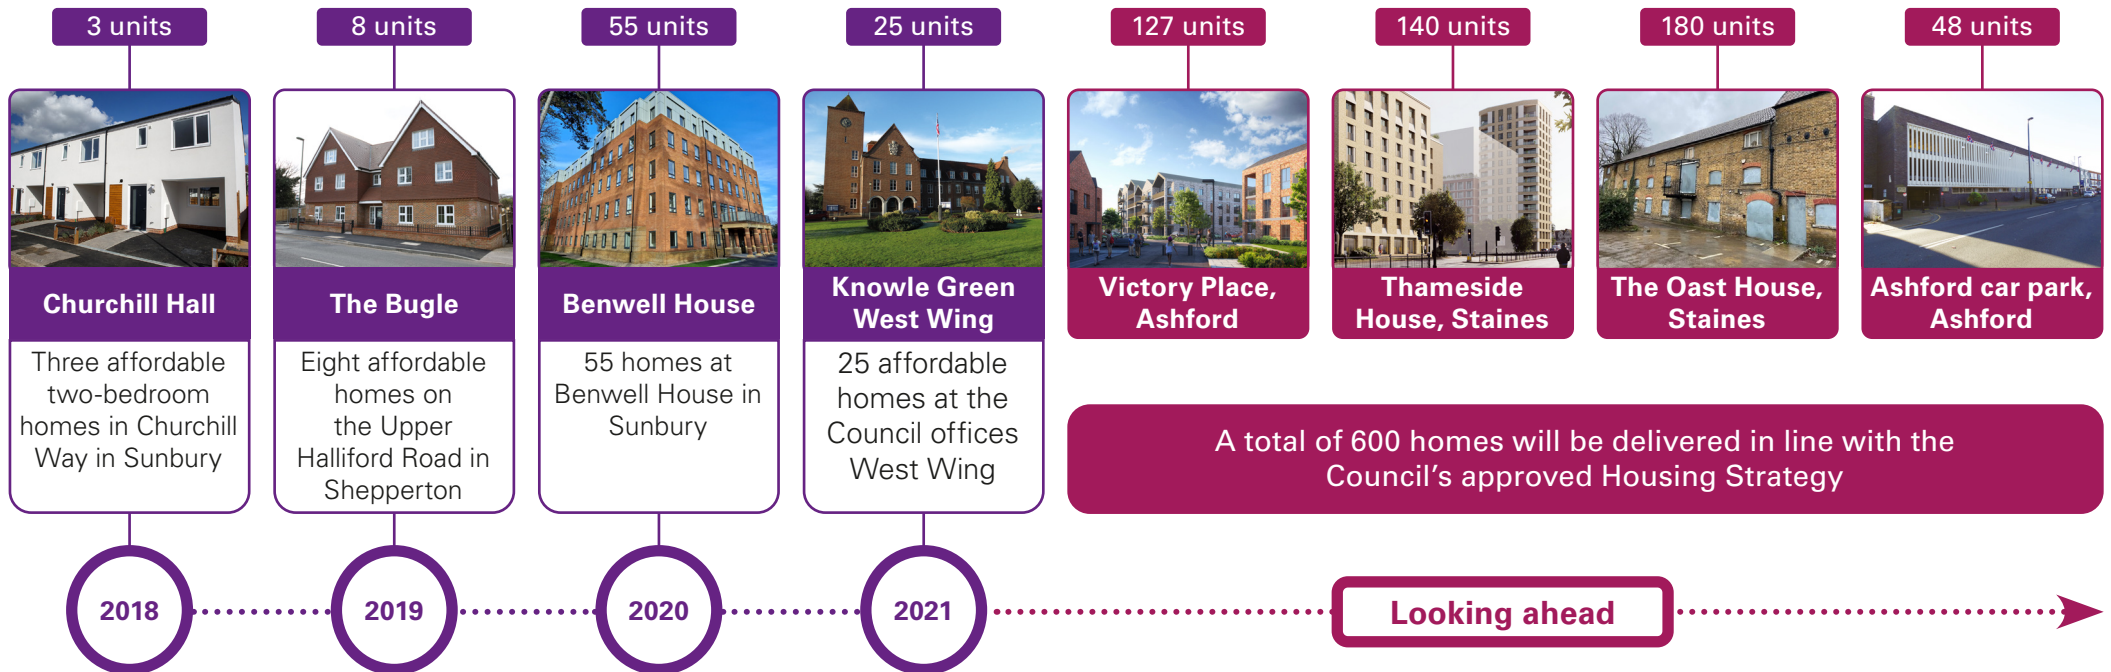 3 units
8 units
55 units
25 units
127 units
140 units
180 units
48 units
Churchill Hall
Three affordable
two-bedroom
homes in Churchill
Way in Sunbury
The Bugle
Eight affordable
homes on
the Upper
Halliford Road in
Shepperton
Benwell House
55 homes at
Benwell House in
Sunbury
Knowle Green
West Wing
25 affordable
homes at the
Council offices
West Wing
Victory Place,
Ashford
Thameside
House, Staines
The Oast House,
Staines
Ashford car park,
Ashford
A total of 600 homes will be delivered in line with the
Council’s approved Housing Strategy
2018
2019
2020
2021
Looking ahead